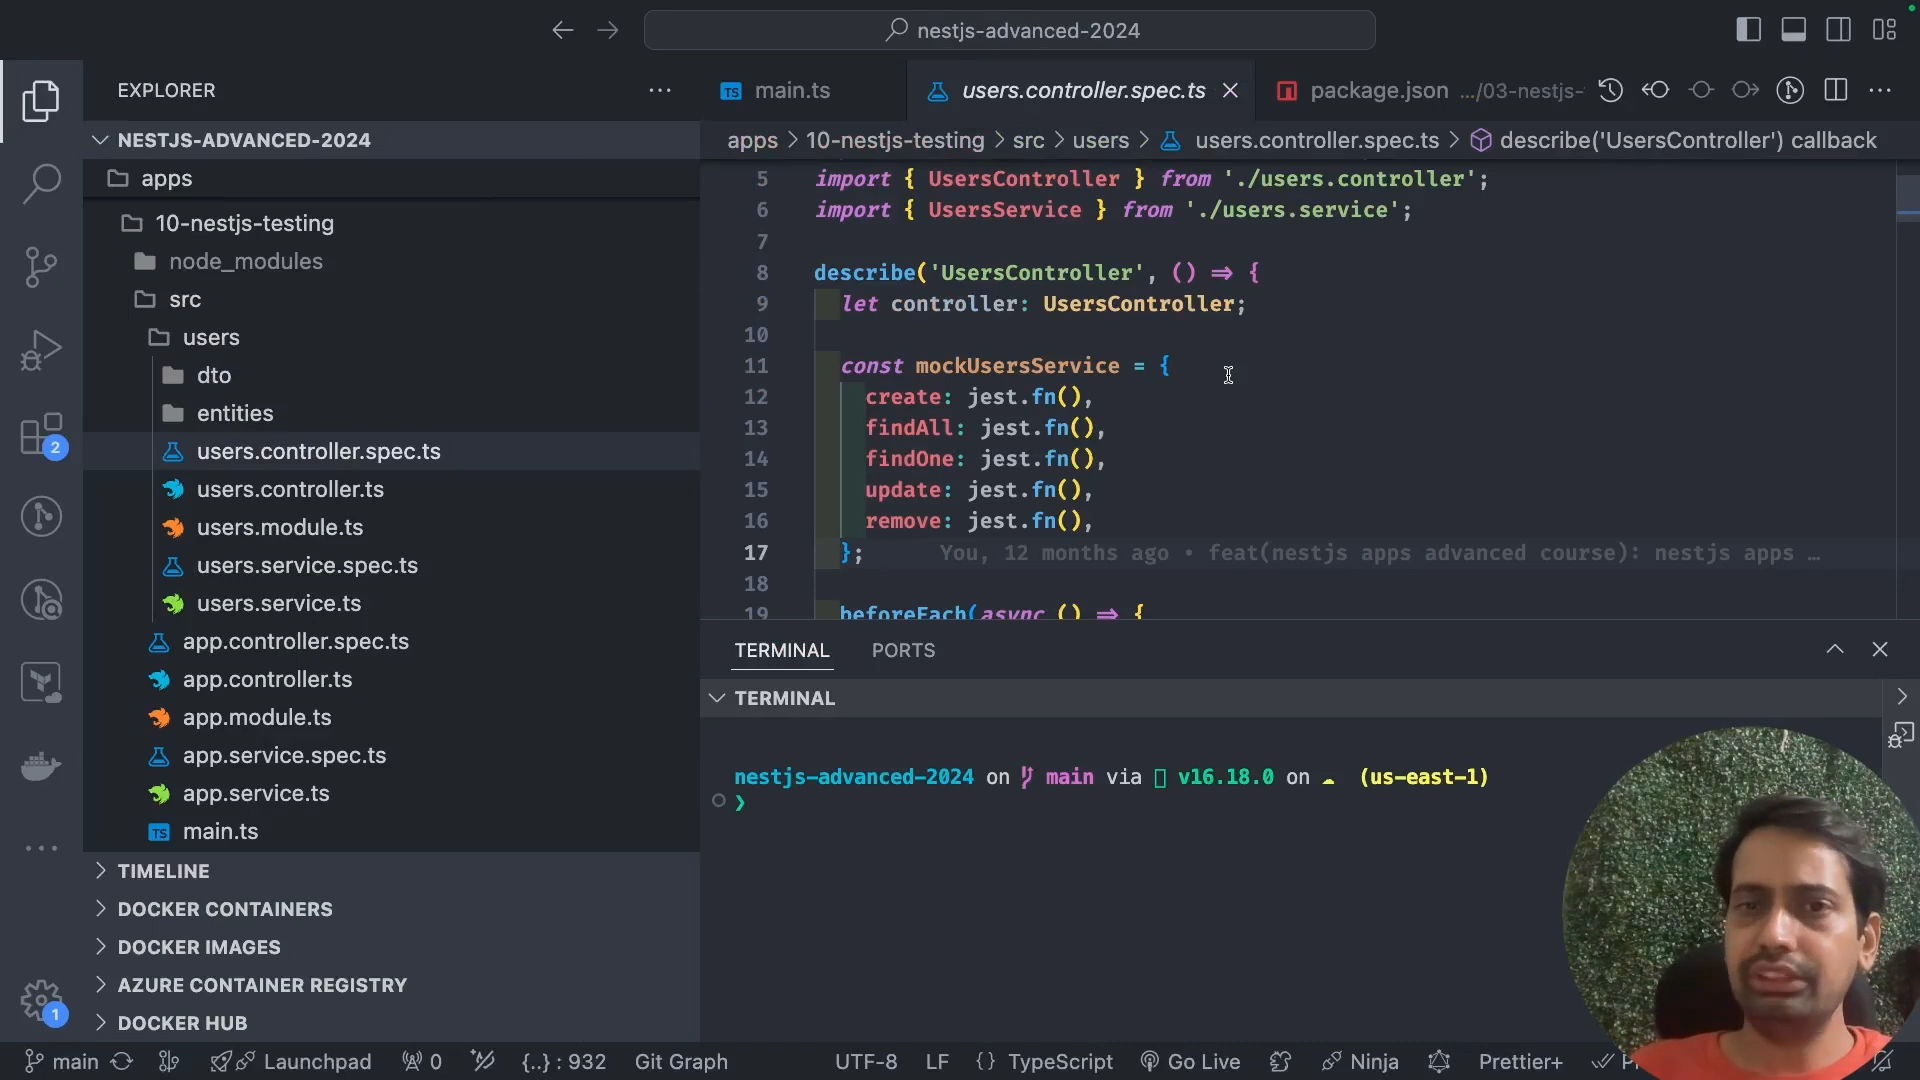 nestjs-advanced-2024
EXPLORER
NESTJS-ADVANCED-2024
apps
10-nestjs-testing
node_modules
src
users
dto
entities
users.controller.spec.ts
users.controller.ts
users.module.ts
users.service.spec.ts
users.service.ts
app.controller.spec.ts
app.controller.ts
app.module.ts
app.service.spec.ts
app.service.ts
TS main.ts
TIMELINE
DOCKER CONTAINERS
DOCKER IMAGES
AZURE CONTAINER REGISTRY
DOCKER HUB
2
1
TS main.ts
users.controller.spec.ts
package.json .../03-nestjs-
apps > 10-nestjs-testing > src > users > users.controller.spec.ts > describe('UsersController') callback
5 import { UsersController } from './users.controller';
6 import { UsersService } from './users.service';
7
8 describe('UsersController', () => {
9 let controller: UsersController;
10
11 const mockUsersService = {
12 create: jest.fn(),
13 findAll: jest.fn(),
14 findOne: jest.fn(),
15 update: jest.fn(),
16 remove: jest.fn(),
17 }; You, 12 months ago • feat(nestjs apps advanced course): nestjs apps …
18
19 beforeEach(async () => {
TERMINAL PORTS
TERMINAL
nestjs-advanced-2024 on main via v16.18.0 on (us-east-1)
❯
main Launchpad 0 {..} : 932 Git Graph UTF-8 LF {} TypeScript Go Live Ninja Prettier+